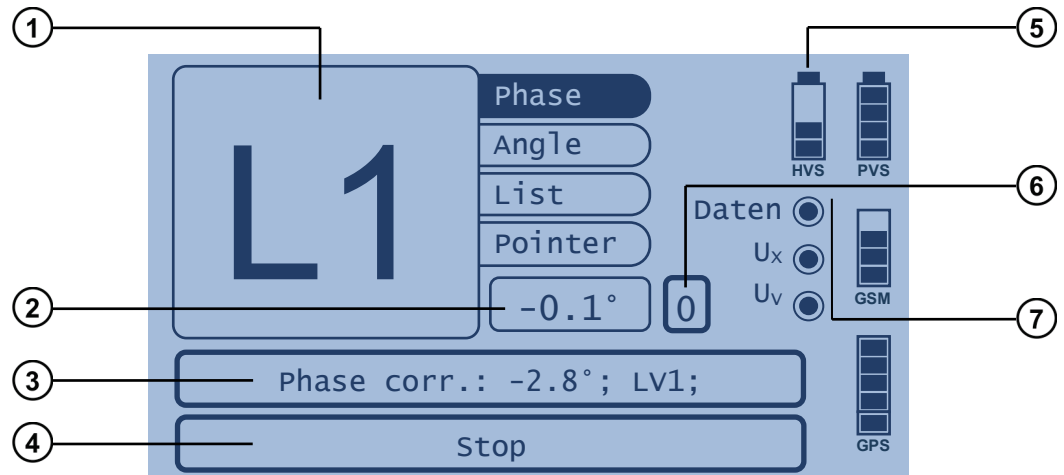 1
5
Phase
Angle
List
Pointer
L1
HVS
PVS
6
Daten
Ux
Uv
GSM
2
-0.1°
0
7
3
Phase corr.: -2.8°; LV1;
4
Stop
GPS